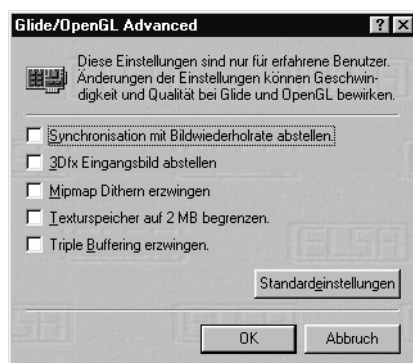 Glide/OpenGL Advanced
Diese Einstellungen sind nur für erfahrene Benutzer.
Änderungen der Einstellungen können Geschwin-
digkeit und Qualität bei Glide und OpenGL bewirken.
Synchronisation mit Bildwiederholrate abstellen.
3Dfx Eingangsbild abstellen
Mipmap Dithern erzwingen
Texturspeicher auf 2 MB begrenzen.
Triple Buffering erzwingen.
ELSA
Standardeinstellungen
ELSA
OK
Abbruch